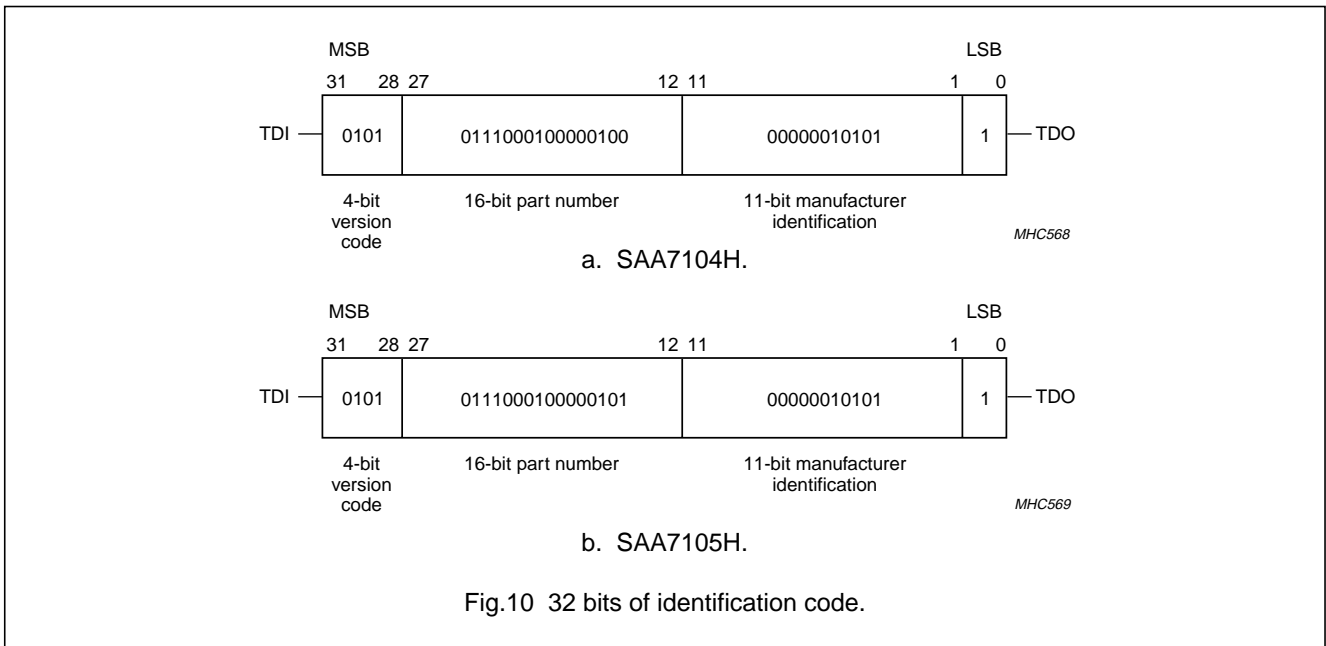 MSB LSB
31 28 27 12 11 1 0
TDI 0101 0111000100000100 00000010101 1 TDO
4-bit 16-bit part number 11-bit manufacturer
version identification
code
MHC568
a. SAA7104H.
MSB LSB
31 28 27 12 11 1 0
TDI 0101 0111000100000101 00000010101 1 TDO
4-bit 16-bit part number 11-bit manufacturer
version identification
code
MHC569
b. SAA7105H.
Fig.10 32 bits of identification code.